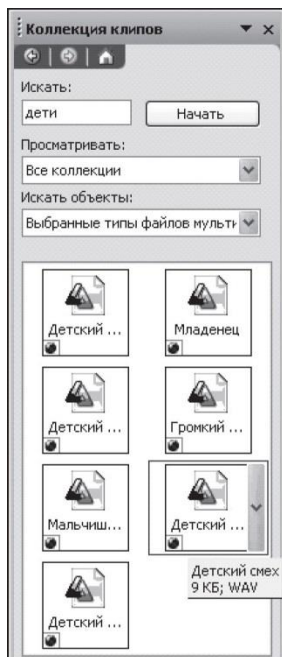 Коллекция клипов
Искать:
дети
Начать
Просматривать:
Все коллекции
Искать объекты:
Выбранные типы файлов мульти
Детский ...
Младенец
Детский ...
Громкий ...
Мальчиш...
Детский ...
Детский смех
9 КБ; WAV
Детский ...